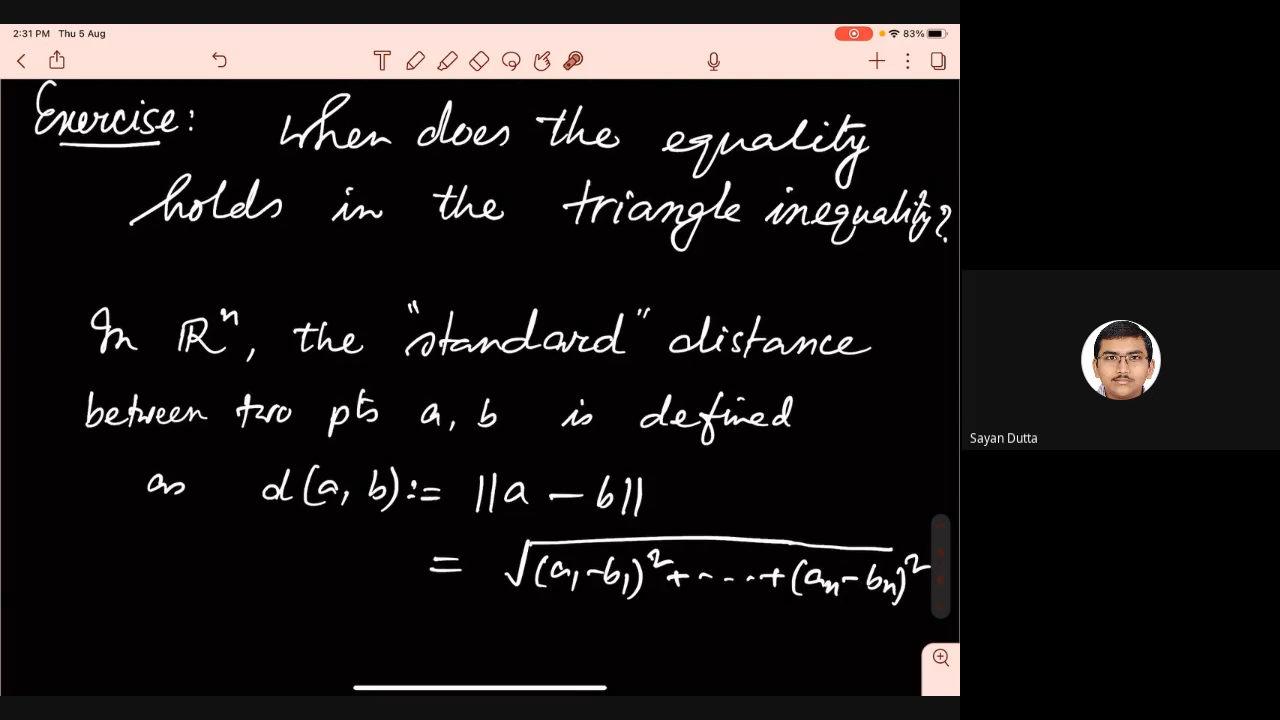 2:31 PM Thu 5 Aug
83%
T
Exercise: When does the equality
holds in the triangle inequality?
In ℝⁿ, the "standard" distance
between two pts a, b is defined
as d(a, b) := ||a - b||
= √((a₁-b₁)²+----+(aₙ-bₙ)²)
Sayan Dutta